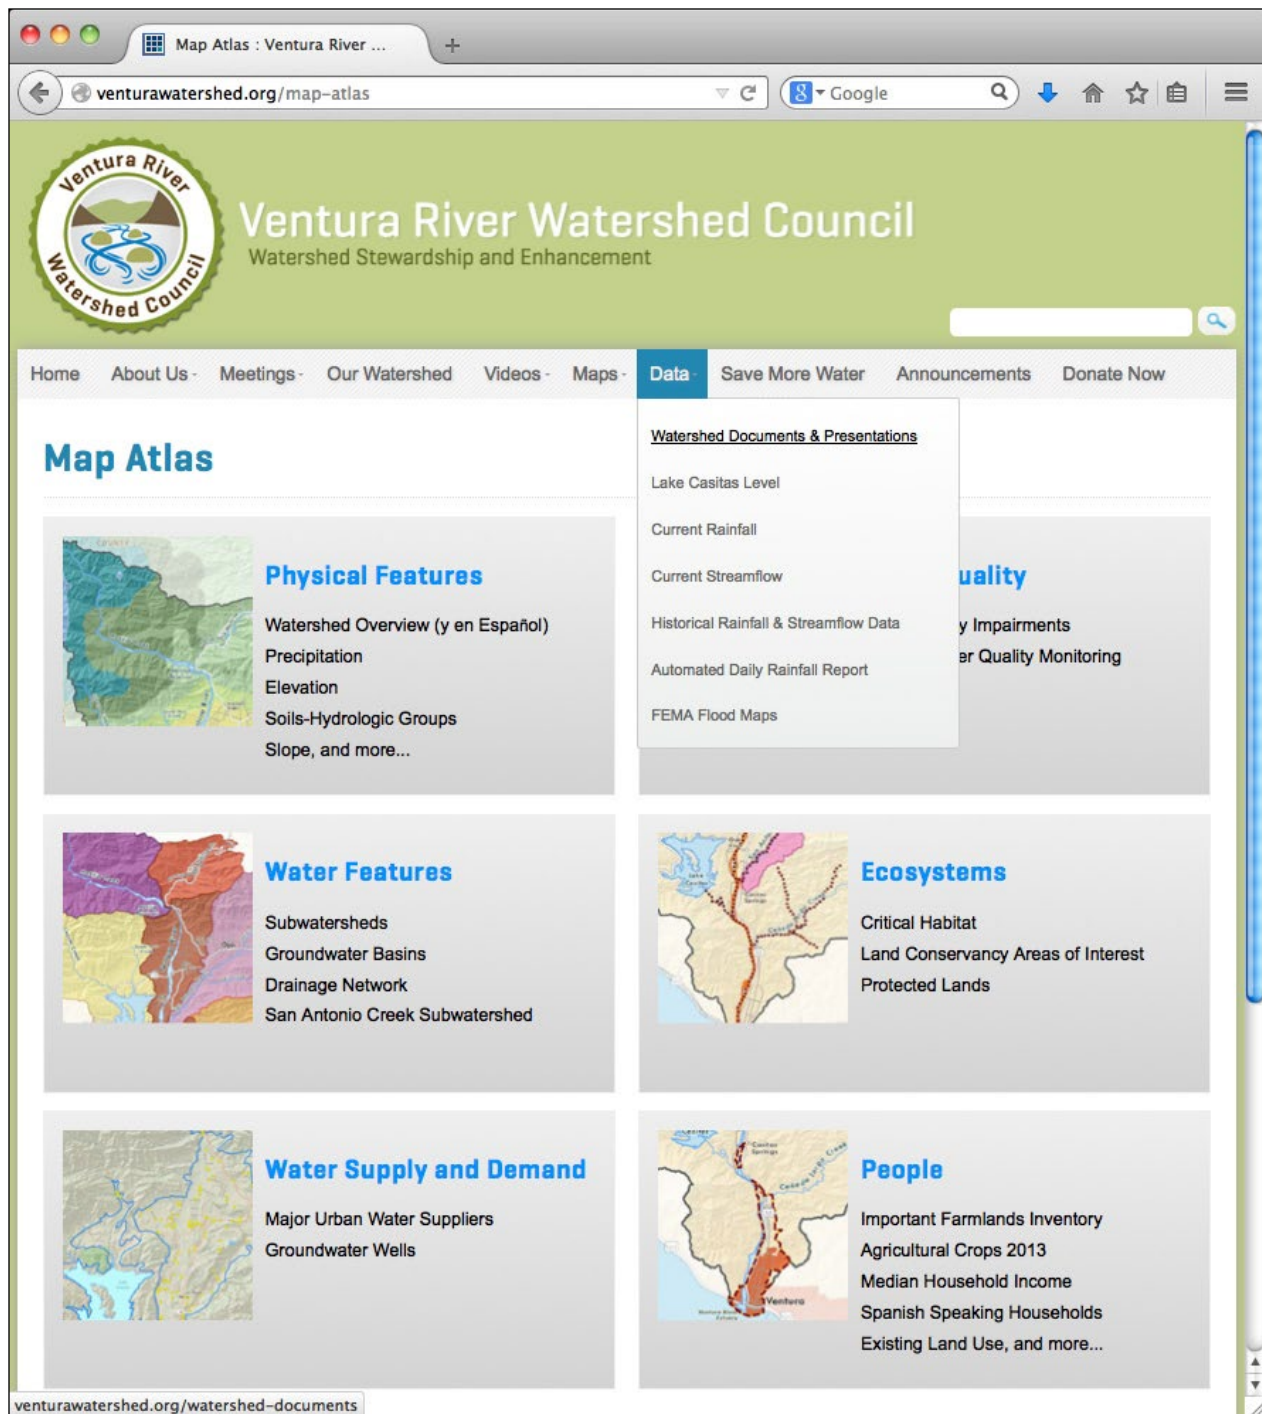 Map Atlas : Ventura River ...
venturawatershed.org/map-atlas
Google
Ventura River
Watershed Council
Ventura River Watershed Council
Watershed Stewardship and Enhancement
Home About Us Meetings Our Watershed Videos Maps Data Save More Water Announcements Donate Now
Watershed Documents & Presentations
Lake Casitas Level
Current Rainfall
Current Streamflow
Historical Rainfall & Streamflow Data
Automated Daily Rainfall Report
FEMA Flood Maps
Map Atlas
Physical Features
Watershed Overview (y en Español)
Precipitation
Elevation
Soils-Hydrologic Groups
Slope, and more...
uality
y Impairments
er Quality Monitoring
Water Features
Subwatersheds
Groundwater Basins
Drainage Network
San Antonio Creek Subwatershed
Ecosystems
Critical Habitat
Land Conservancy Areas of Interest
Protected Lands
Water Supply and Demand
Major Urban Water Suppliers
Groundwater Wells
Casitas
Springs
Ventura
People
Important Farmlands Inventory
Agricultural Crops 2013
Median Household Income
Spanish Speaking Households
Existing Land Use, and more...
venturawatershed.org/watershed-documents